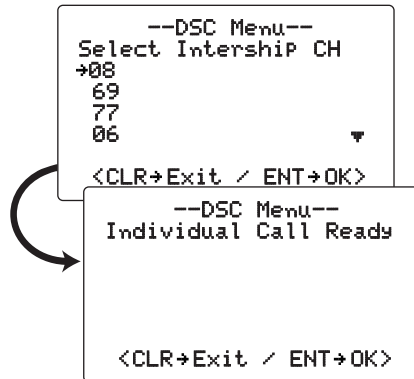 --DSC Menu--
Select Intership CH
→08
69
77
06 ▼
<CLR→Exit / ENT→OK>
--DSC Menu--
Individual Call Ready
<CLR→Exit / ENT→OK>